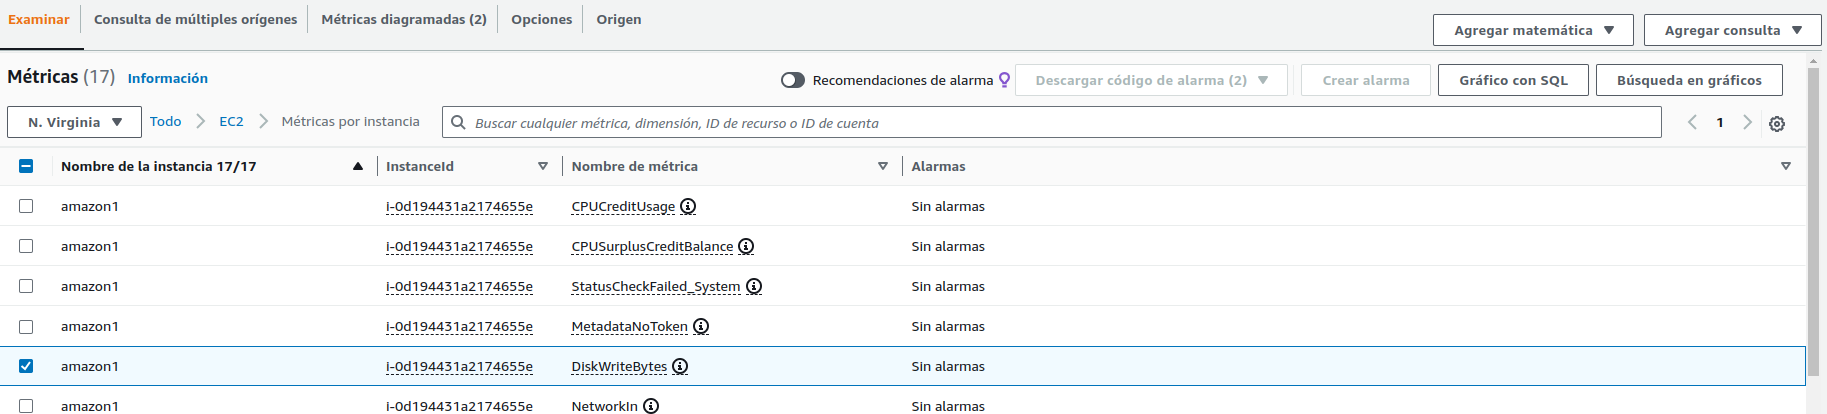 Examinar Consulta de múltiples orígenes Métricas diagramadas (2) Opciones Origen
Agregar matemática Agregar consulta
Métricas (17) Información Recomendaciones de alarma Descargar código de alarma (2) Crear alarma Gráfico con SQL Búsqueda en gráficos
N. Virginia Todo EC2 Métricas por instancia Buscar cualquier métrica, dimensión, ID de recurso o ID de cuenta 1
Nombre de la instancia 17/17 InstanceId Nombre de métrica Alarmas
amazon1 i-0d194431a2174655e CPUCreditUsage Sin alarmas
amazon1 i-0d194431a2174655e CPUSurplusCreditBalance Sin alarmas
amazon1 i-0d194431a2174655e StatusCheckFailed_System Sin alarmas
amazon1 i-0d194431a2174655e MetadataNoToken Sin alarmas
amazon1 i-0d194431a2174655e DiskWriteBytes Sin alarmas
amazon1 i-0d194431a2174655e NetworkIn Sin alarmas